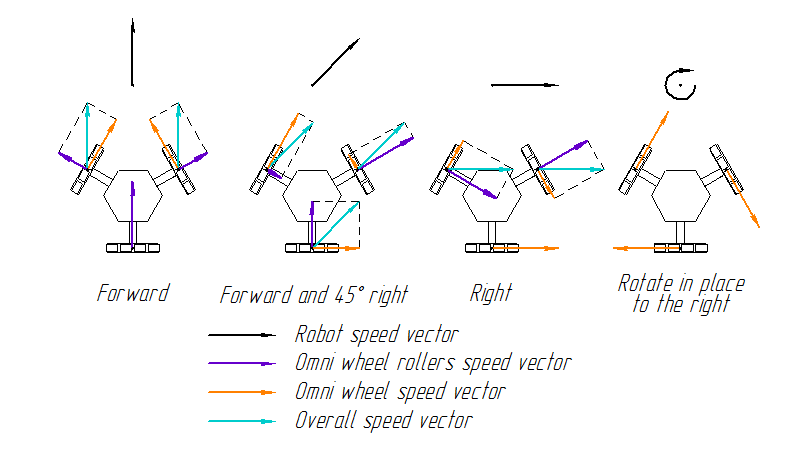 Forward
Forward and 45° right
Right
Rotate in place
to the right
Robot speed vector
Omni wheel rollers speed vector
Omni wheel speed vector
Overall speed vector